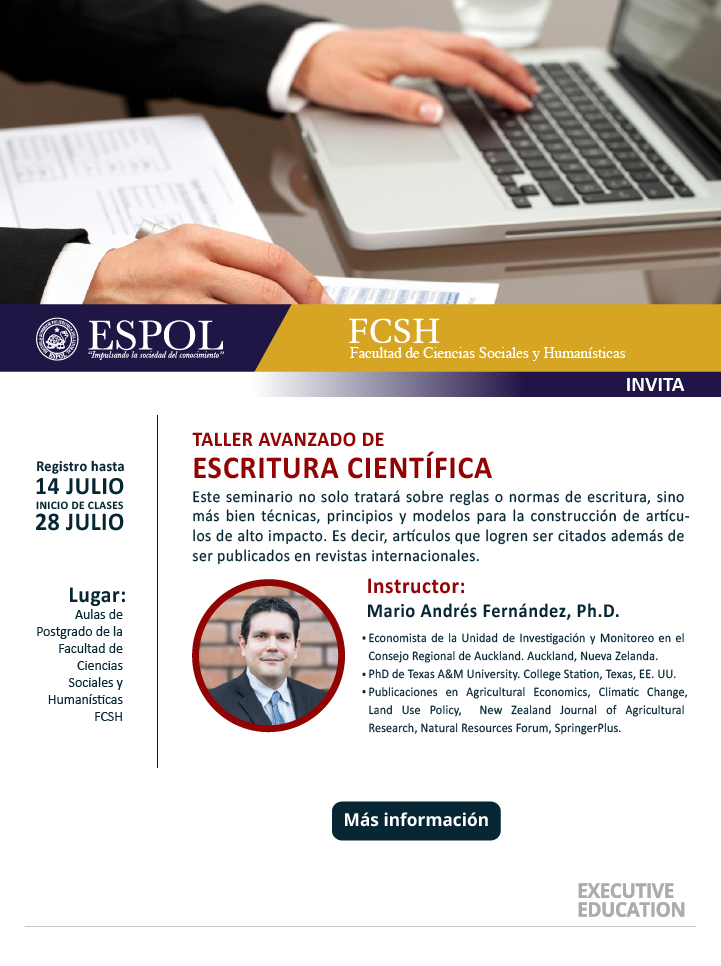 ESPOL
"Impulsando la sociedad del conocimiento"
FCSH
Facultad de Ciencias Sociales y Humanísticas
INVITA
Registro hasta
14 JULIO
INICIO DE CLASES
28 JULIO
Lugar:
Aulas de
Postgrado de la
Facultad de
Ciencias
Sociales y
Humanísticas
FCSH
TALLER AVANZADO DE
ESCRITURA CIENTÍFICA
Este seminario no solo tratará sobre reglas o normas de escritura, sino
más bien técnicas, principios y modelos para la construcción de artícu-
los de alto impacto. Es decir, artículos que logren ser citados además de
ser publicados en revistas internacionales.
Instructor:
Mario Andrés Fernández, Ph.D.
• Economista de la Unidad de Investigación y Monitoreo en el
Consejo Regional de Auckland. Auckland, Nueva Zelanda.
• PhD de Texas A&M University. College Station, Texas, EE. UU.
• Publicaciones en Agricultural Economics, Climatic Change,
Land Use Policy, New Zealand Journal of Agricultural
Research, Natural Resources Forum, SpringerPlus.
Más información
EXECUTIVE
EDUCATION